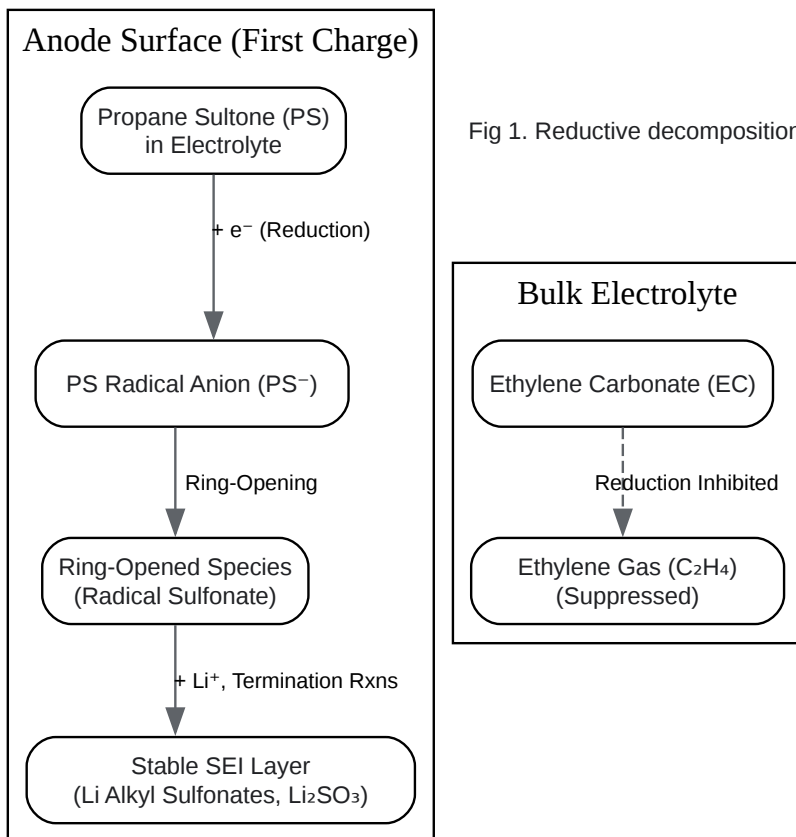 Anode Surface (First Charge)
Propane Sultone (PS)
in Electrolyte
+ e⁻ (Reduction)
PS Radical Anion (PS⁻)
Ring-Opening
Ring-Opened Species
(Radical Sulfonate)
+ Li⁺, Termination Rxns
Stable SEI Layer
(Li Alkyl Sulfonates, Li₂SO₃)
Fig 1. Reductive decomposition
Bulk Electrolyte
Ethylene Carbonate (EC)
Reduction Inhibited
Ethylene Gas (C₂H₄)
(Suppressed)